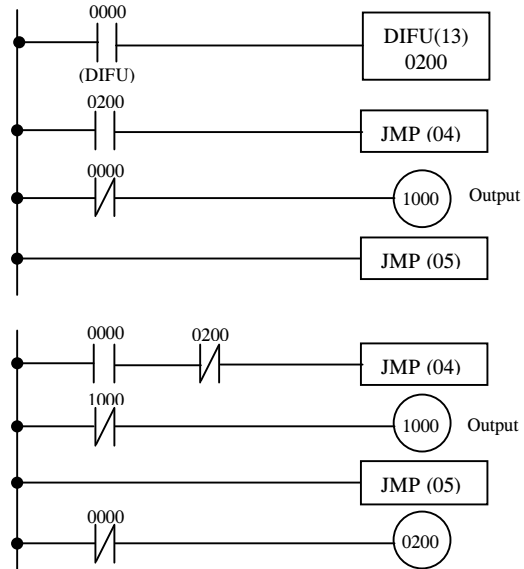 0000
DIFU(13)
0200
(DIFU)
0200
JMP (04)
0000
1000 Output
JMP (05)
0000 0200
JMP (04)
1000
1000 Output
JMP (05)
0000
0200